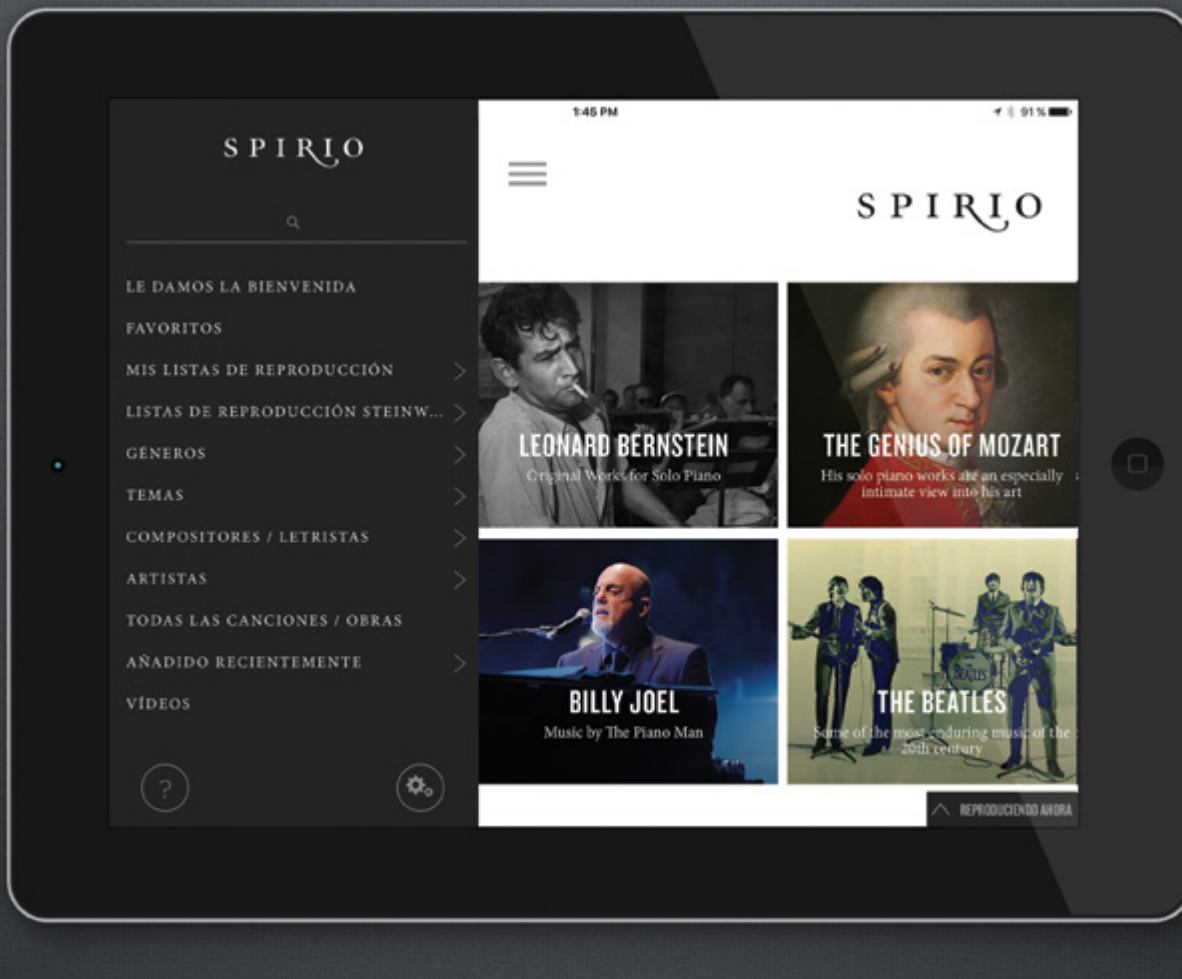 SPIRIO
LE DAMOS LA BIENVENIDA
FAVORITOS
MIS LISTAS DE REPRODUCCIÓN
LISTAS DE REPRODUCCIÓN STEINW...
GÉNEROS
TEMAS
COMPOSITORES / LETRISTAS
ARTISTAS
TODAS LAS CANCIONES / OBRAS
AÑADIDO RECIENTEMENTE
VÍDEOS
?
1:45 PM
91 %
SPIRIO
LEONARD BERNSTEIN
Original Works for Solo Piano
THE GENIUS OF MOZART
His solo piano works are an especially
intimate view into his art
BILLY JOEL
Music by The Piano Man
THE BEATLES
THE BEATLES
Some of the most enduring music of the
20th century
REPRODUCIENDO AHORA